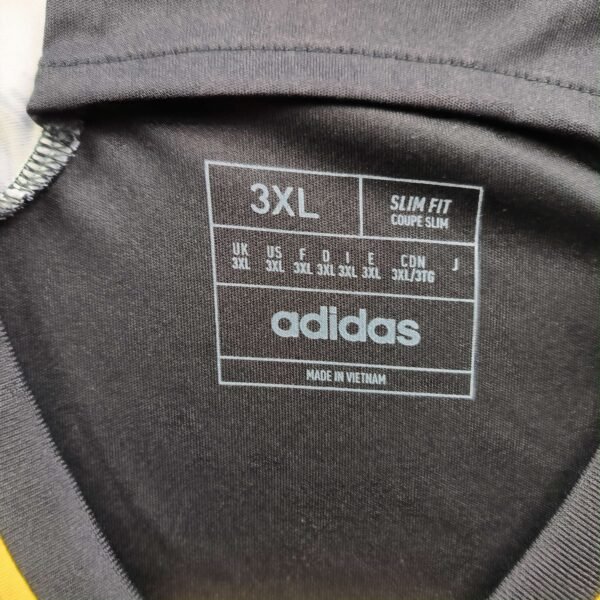 3XL
SLIM FIT
COUPE SLIM
UK US F D I E CDN J
3XL 3XL 3XL 3XL 3XL 3XL 3XL/3TG
adidas
MADE IN VIETNAM